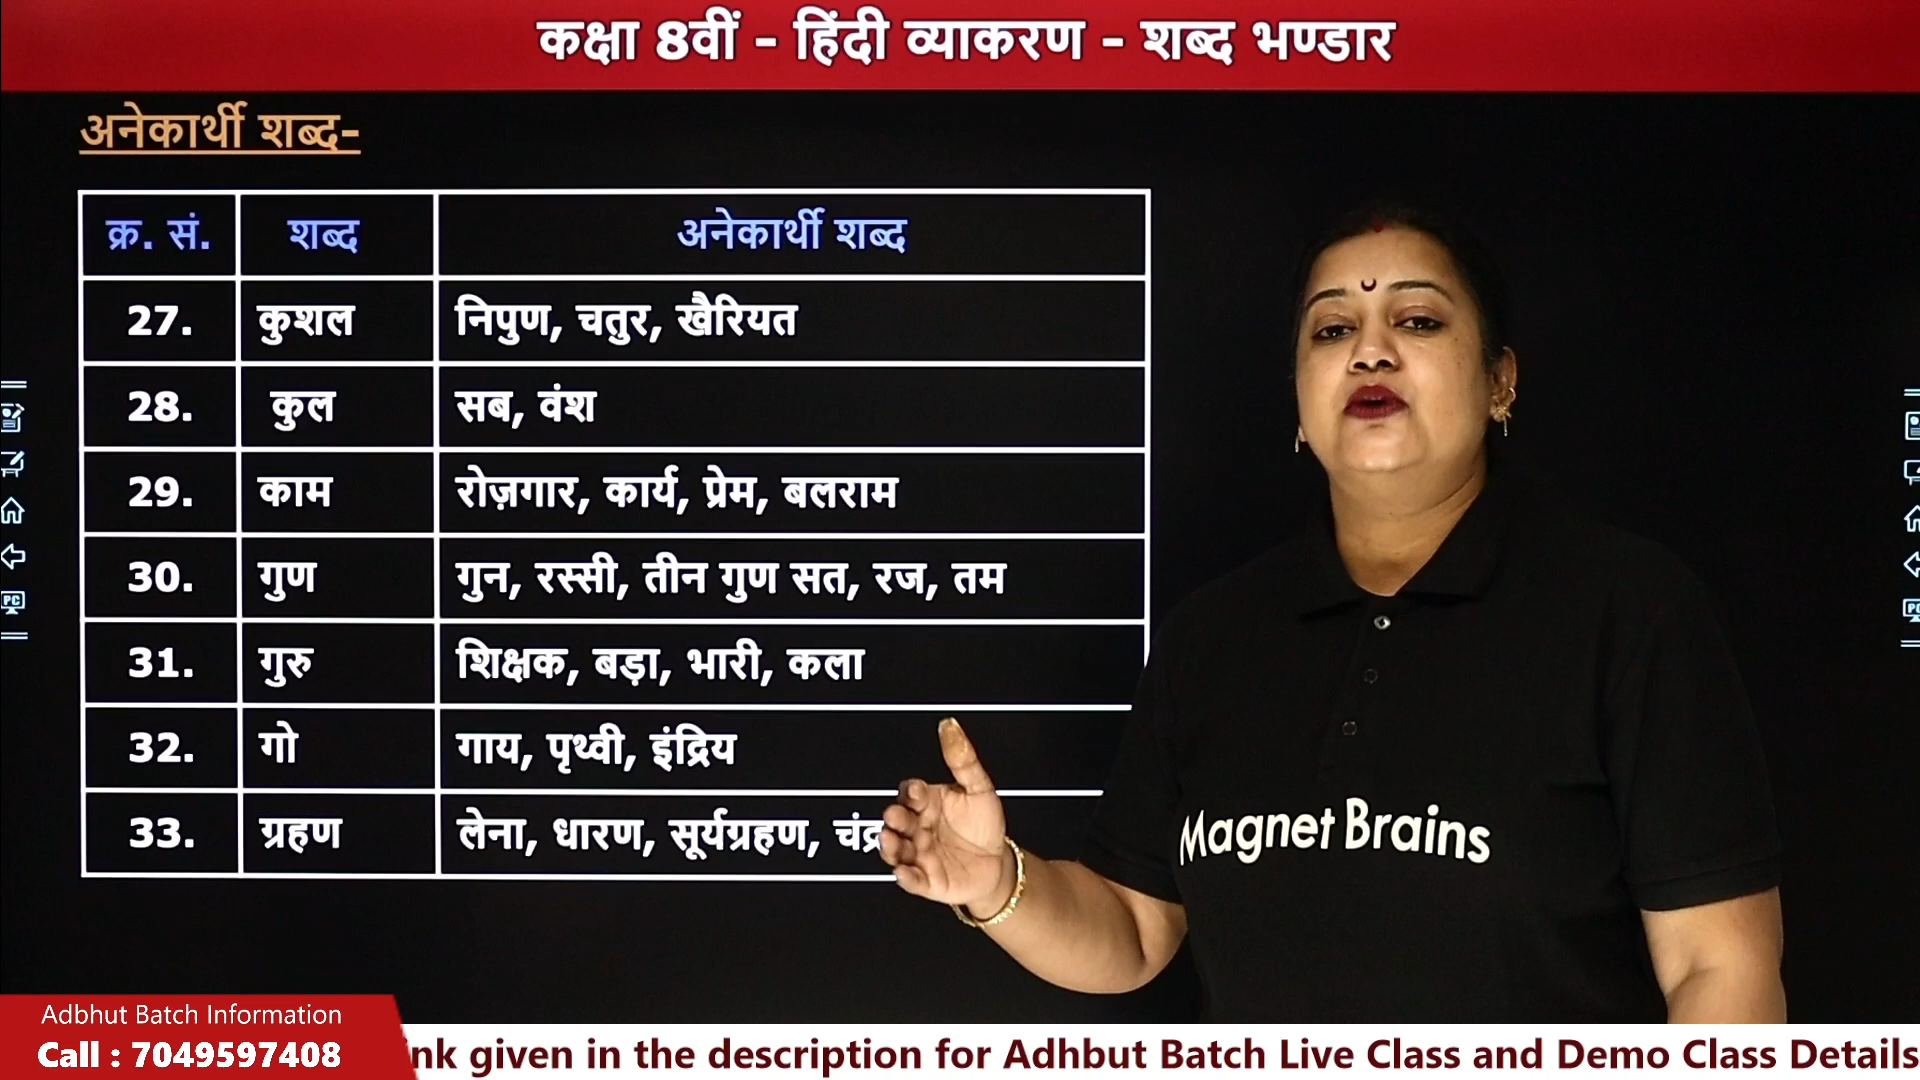 कक्षा 8वीं - हिंदी व्याकरण - शब्द भण्डार
अनेकार्थी शब्द-
क्र. सं. शब्द अनेकार्थी शब्द
27. कुशल निपुण, चतुर, खैरियत
28. कुल सब, वंश
29. काम रोज़गार, कार्य, प्रेम, बलराम
30. गुण गुन, रस्सी, तीन गुण सत, रज, तम
31. गुरु शिक्षक, बड़ा, भारी, कला
32. गो गाय, पृथ्वी, इंद्रिय
33. ग्रहण लेना, धारण, सूर्यग्रहण,
Magnet Brains
PC
Adbhut Batch Information
Call : 7049597408
given in the description for Adhbut Batch Live Class and Demo Class Details